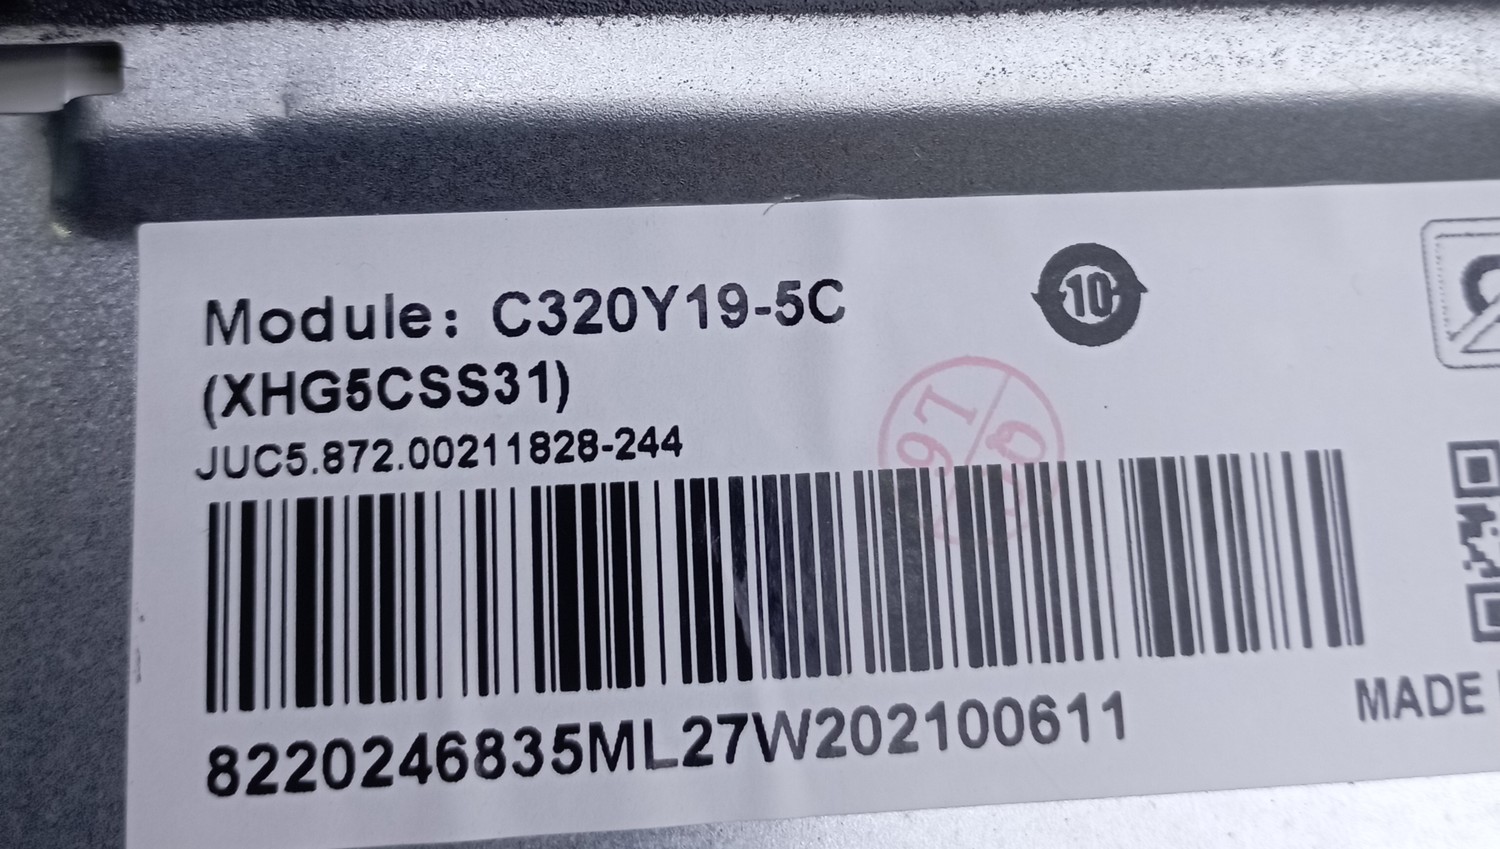 Module: C320Y19-5C
10
(XHG5CSS31)
JUC5.872.00211828-244
8220246835ML27W202100611
MADE